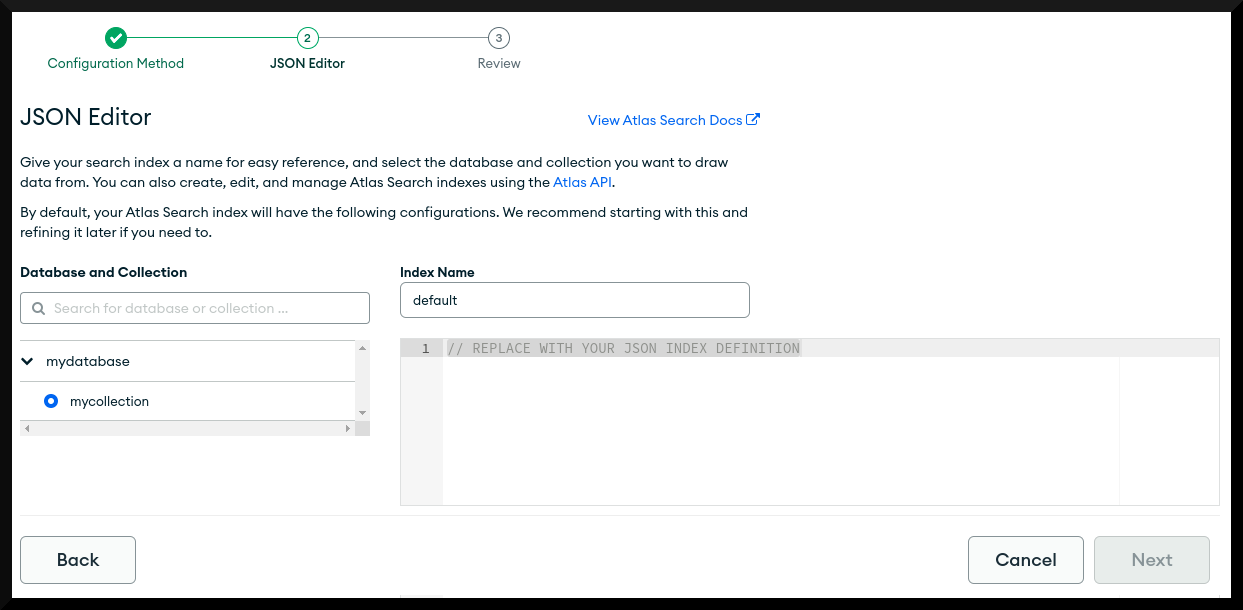 2
3
Configuration Method
JSON Editor
Review
JSON Editor
View Atlas Search Docs
Give your search index a name for easy reference, and select the database and collection you want to draw
data from. You can also create, edit, and manage Atlas Search indexes using the Atlas API.
By default, your Atlas Search index will have the following configurations. We recommend starting with this and
refining it later if you need to.
Database and Collection
Search for database or collection ...
mydatabase
mycollection
Index Name
default
1 // REPLACE WITH YOUR JSON INDEX DEFINITION
Back
Cancel
Next